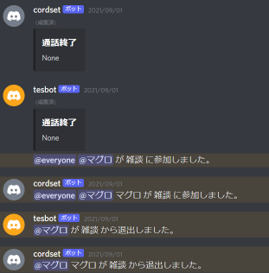 cordset ボット 2021/09/01
(編集済)
通話終了
None
tesbot ボット 2021/09/01
(編集済)
通話終了
None
@everyone @マグロ が 雑談 に参加しました。
cordset ボット 2021/09/01
@everyone @マグロ マグロ が 雑談 に参加しました。
tesbot ボット 2021/09/01
@マグロ が 雑談 から退出しました。
cordset ボット 2021/09/01
@マグロ マグロ が 雑談 から退出しました。